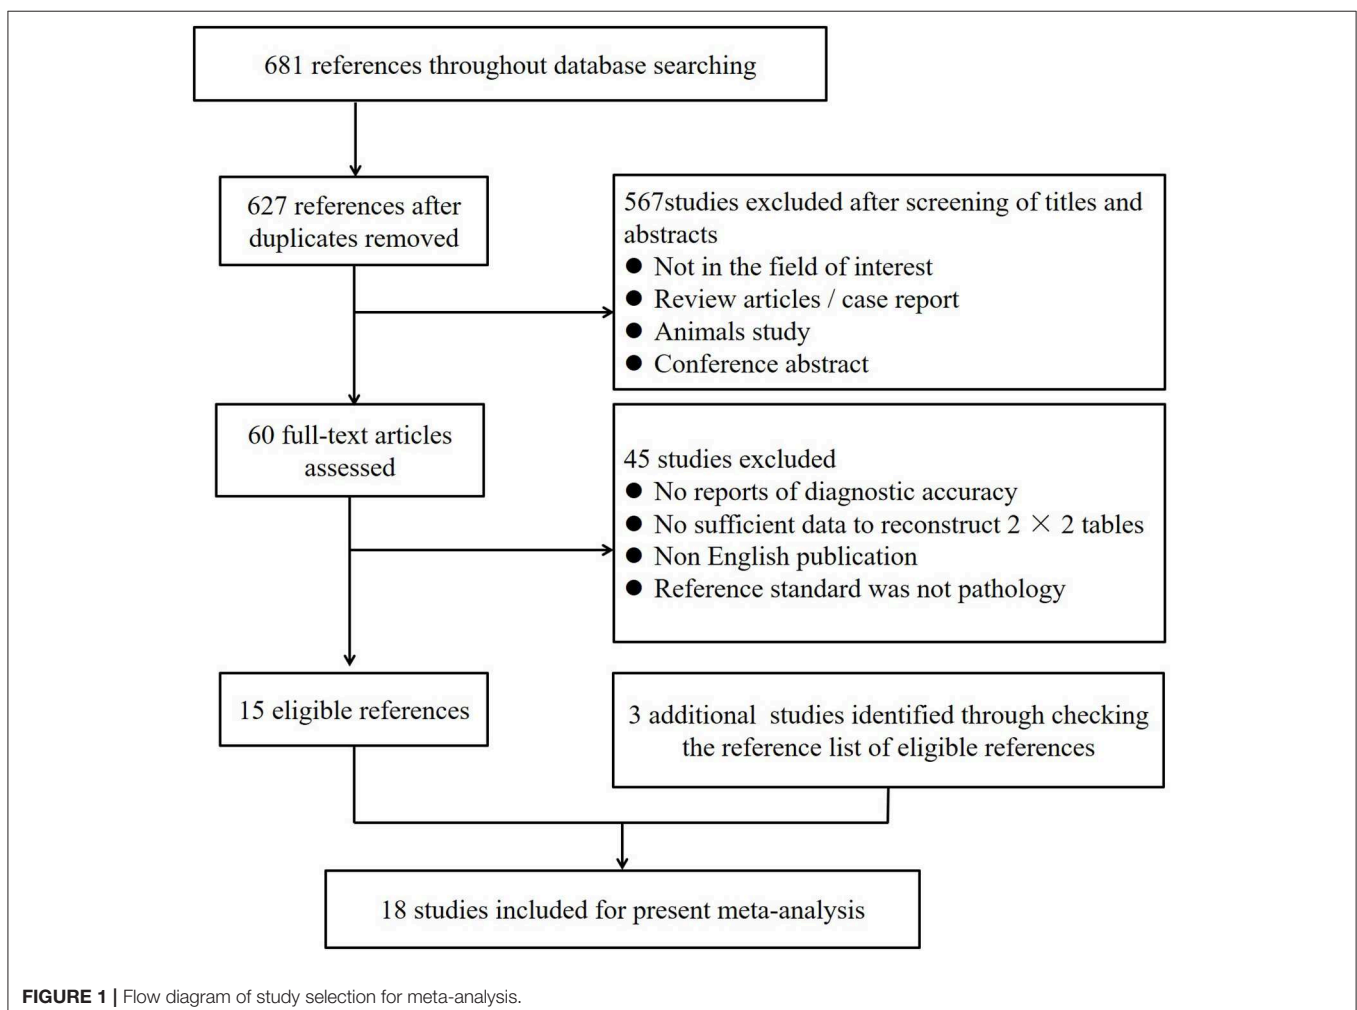 681 references throughout database searching
627 references after
duplicates removed
567studies excluded after screening of titles and
abstracts
● Not in the field of interest
● Review articles / case report
● Animals study
● Conference abstract
60 full-text articles
assessed
45 studies excluded
● No reports of diagnostic accuracy
● No sufficient data to reconstruct 2 × 2 tables
● Non English publication
● Reference standard was not pathology
15 eligible references
3 additional studies identified through checking
the reference list of eligible references
18 studies included for present meta-analysis
FIGURE 1 | Flow diagram of study selection for meta-analysis.